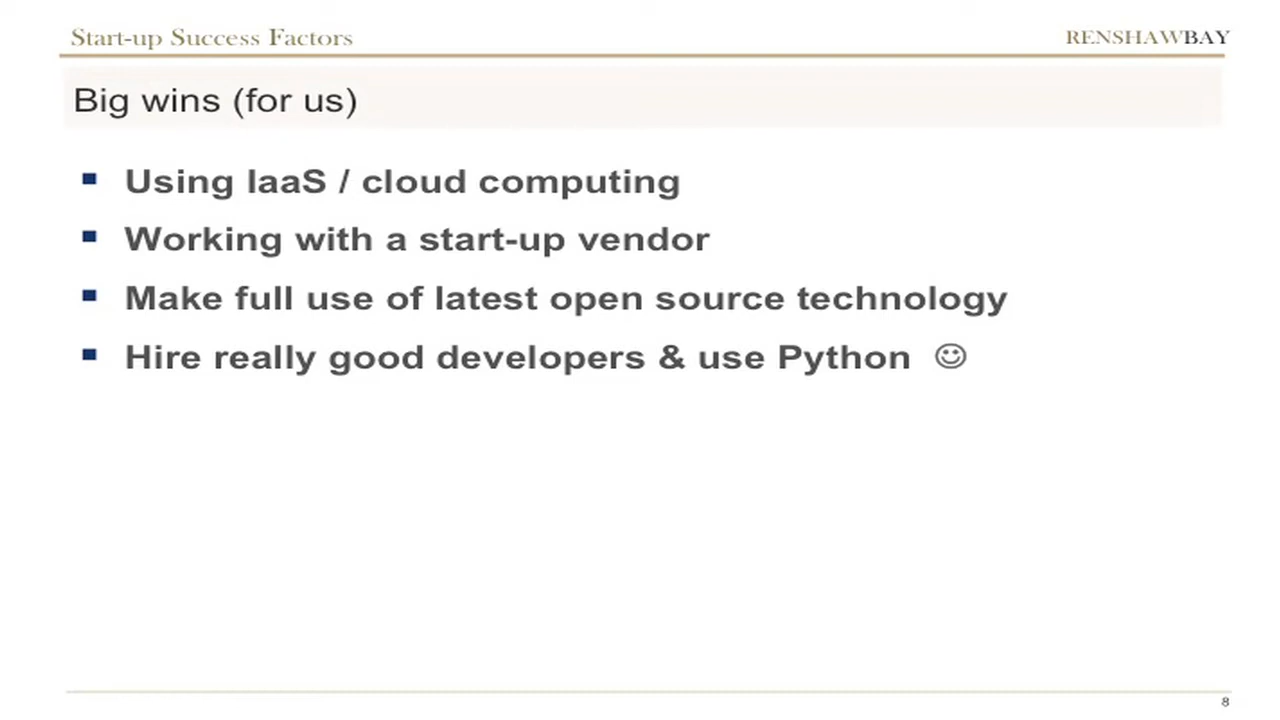 Start-up Success Factors
RENSHAWBAY
Big wins (for us)
▪ Using IaaS / cloud computing
▪ Working with a start-up vendor
▪ Make full use of latest open source technology
▪ Hire really good developers & use Python ☺
8